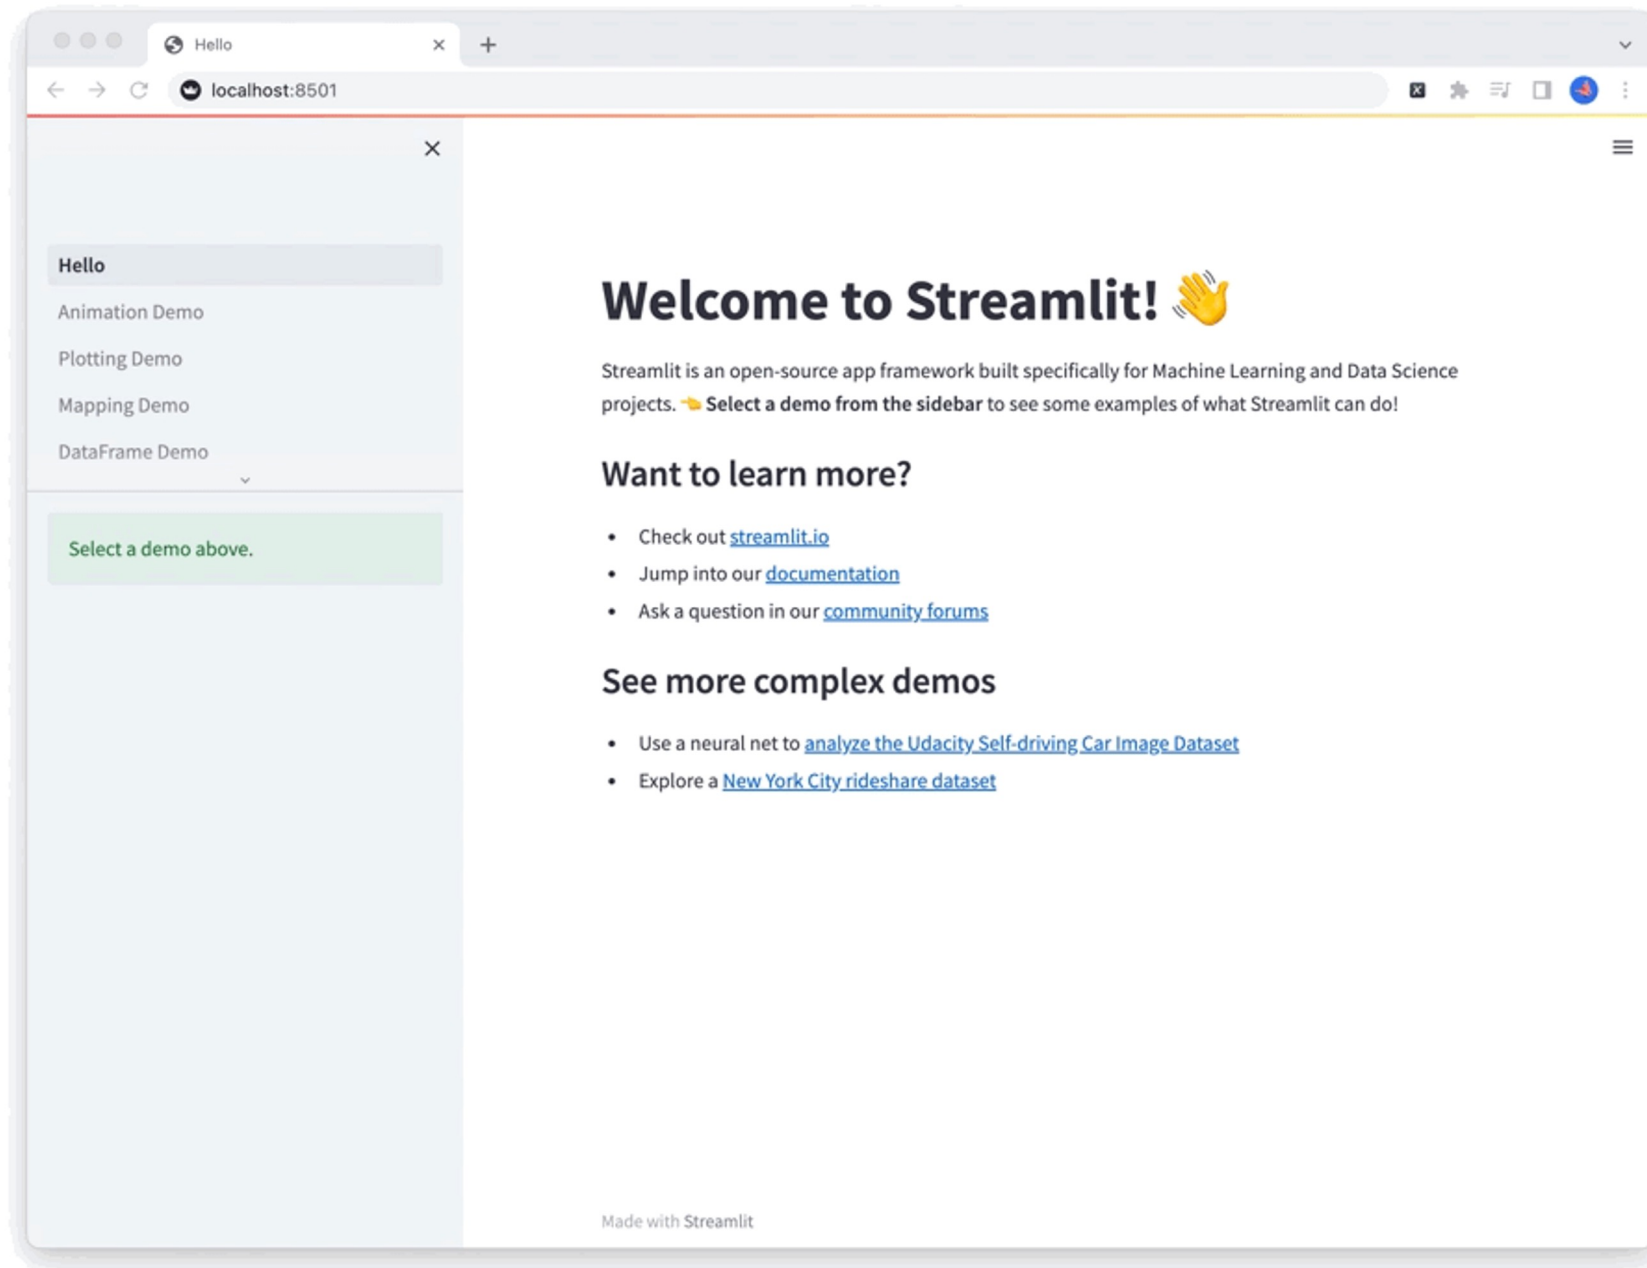 Hello
localhost:8501
Hello
Animation Demo
Plotting Demo
Mapping Demo
DataFrame Demo
Select a demo above.
Welcome to Streamlit! 👋
Streamlit is an open-source app framework built specifically for Machine Learning and Data Science
projects. 👈 Select a demo from the sidebar to see some examples of what Streamlit can do!
Want to learn more?
• Check out streamlit.io
• Jump into our documentation
• Ask a question in our community forums
See more complex demos
• Use a neural net to analyze the Udacity Self-driving Car Image Dataset
• Explore a New York City rideshare dataset
Made with Streamlit